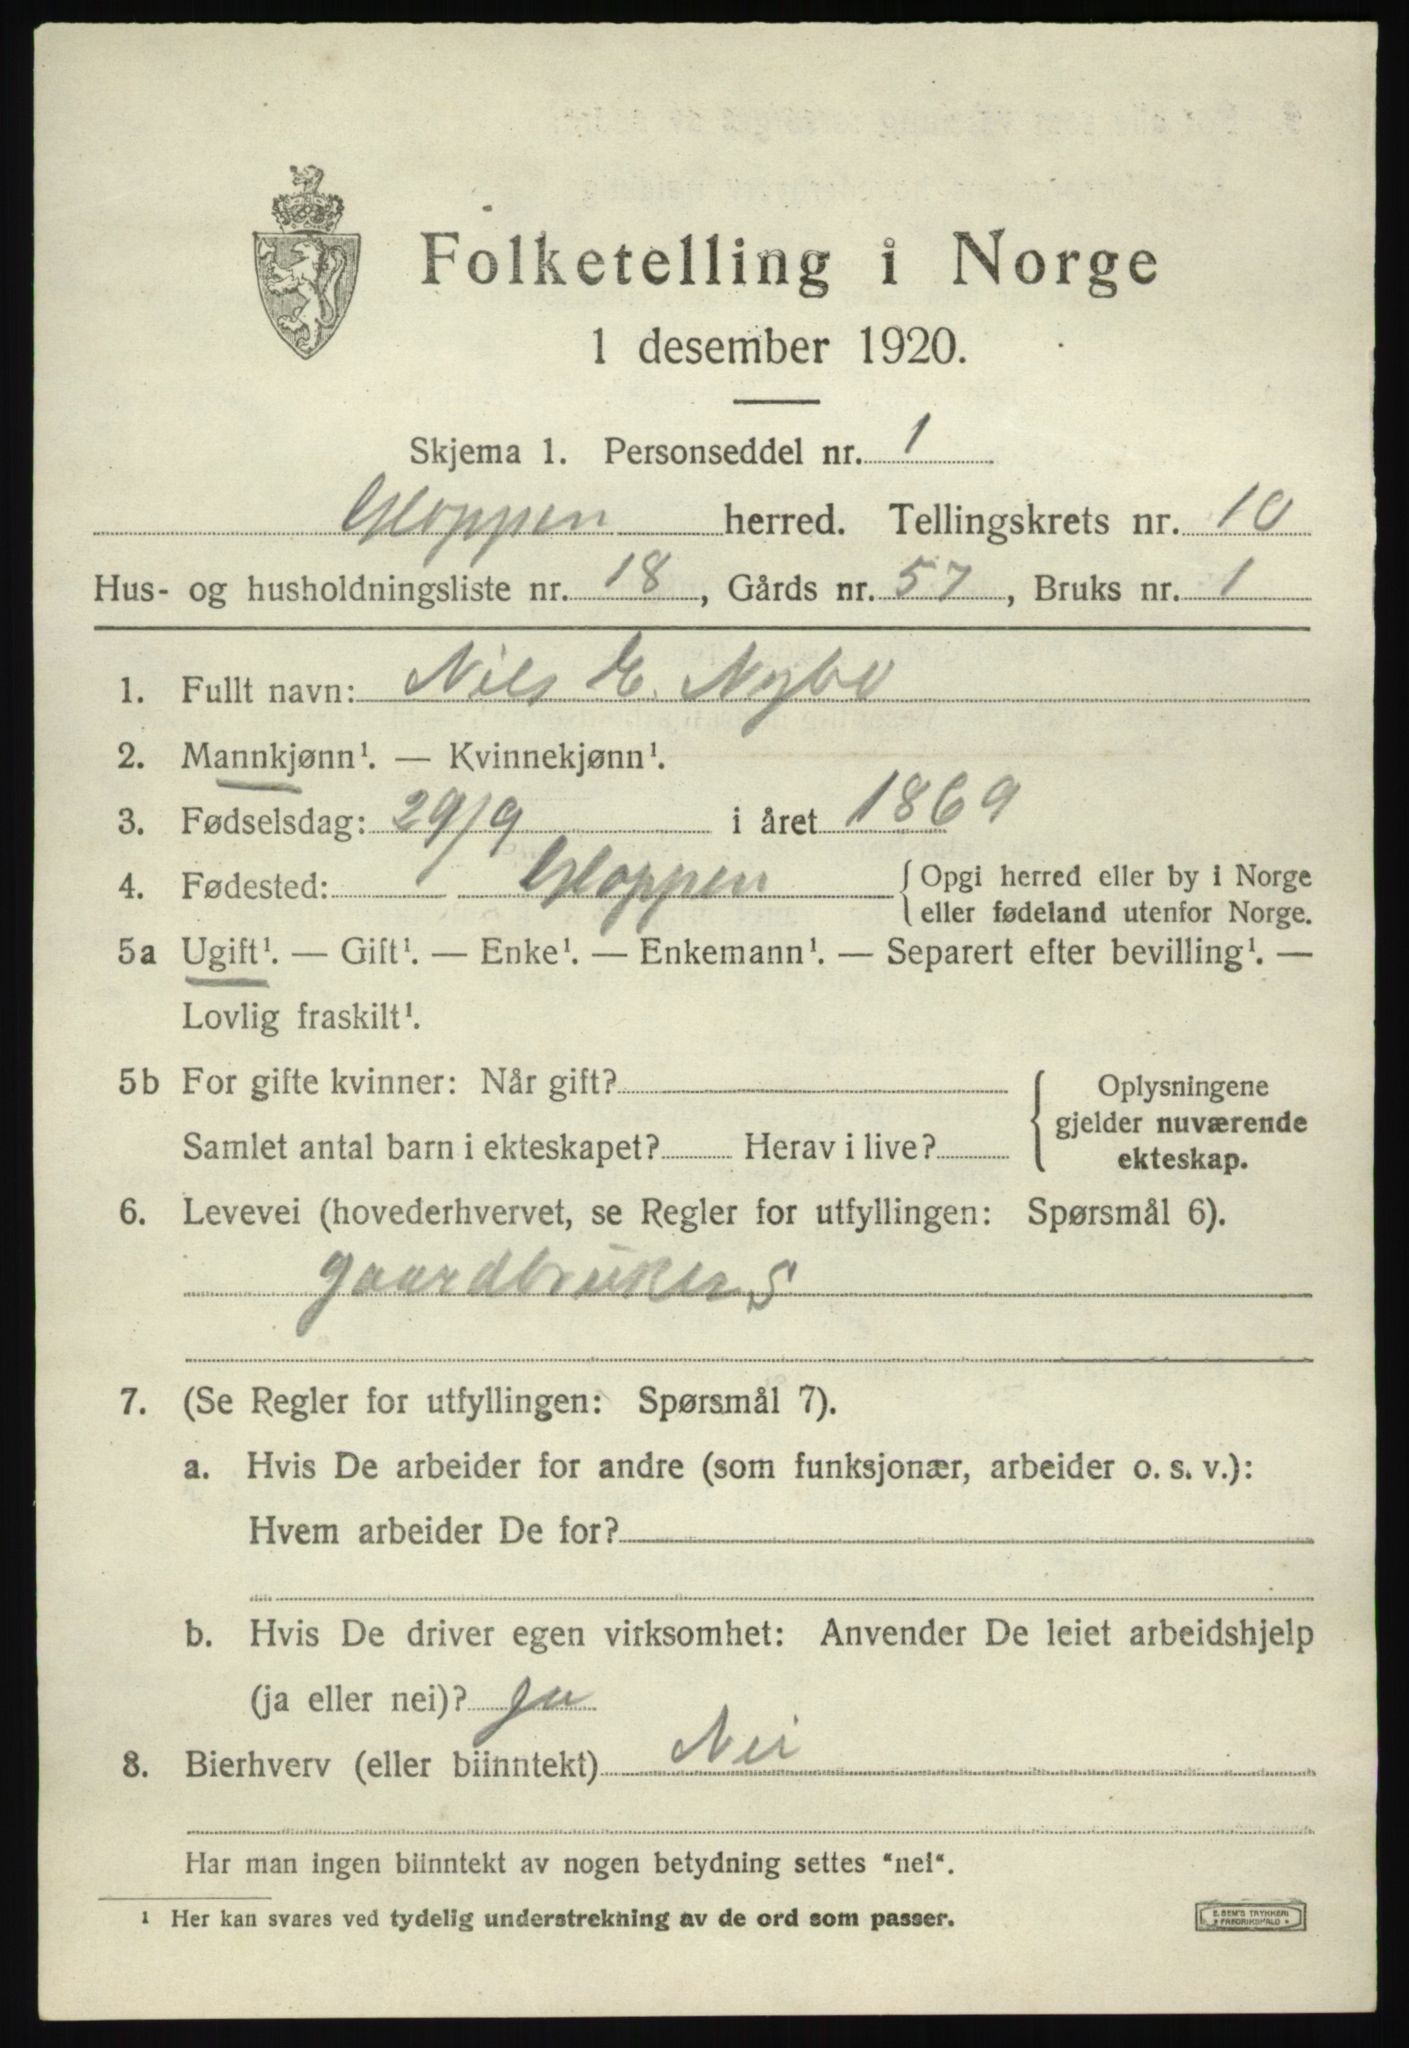 Folketelling i Norge
1 desember 1920.
Skjema 1. Personseddel nr. 1
Gloppen herred. Tellingskrets nr. 10
Hus- og husholdningsliste nr. 18, Gårds nr. 57, Bruks nr. 1
1. Fullt navn: Nils E. Nybø
2. Mannkjønn¹. — Kvinnekjønn¹.
3. Fødselsdag: 29/9 i året 1869
4. Fødested: Gloppen { Opgi herred eller by i Norge
eller fødeland utenfor Norge.
5a Ugift¹. — Gift¹. — Enke¹. — Enkemann¹. — Separert efter bevilling¹. —
Lovlig fraskilt¹.
5b For gifte kvinner: Når gift? { Oplysningene
gjelder nuværende
Samlet antal barn i ekteskapet? Herav i live?
ekteskap.
6. Levevei (hovederhvervet, se Regler for utfyllingen: Spørsmål 6).
gaardbruker S
7. (Se Regler for utfyllingen: Spørsmål 7).
a. Hvis De arbeider for andre (som funksjonær, arbeider o. s. v.):
Hvem arbeider De for?
b. Hvis De driver egen virksomhet: Anvender De leiet arbeidshjelp
(ja eller nei)? ja
8. Bierhverv (eller biinntekt) Nei
Har man ingen biinntekt av nogen betydning settes "nei".
¹ Her kan svares ved tydelig understrekning av de ord som passer.
E. SEM'S TRYKKERI
* FREDRIKSHALD *